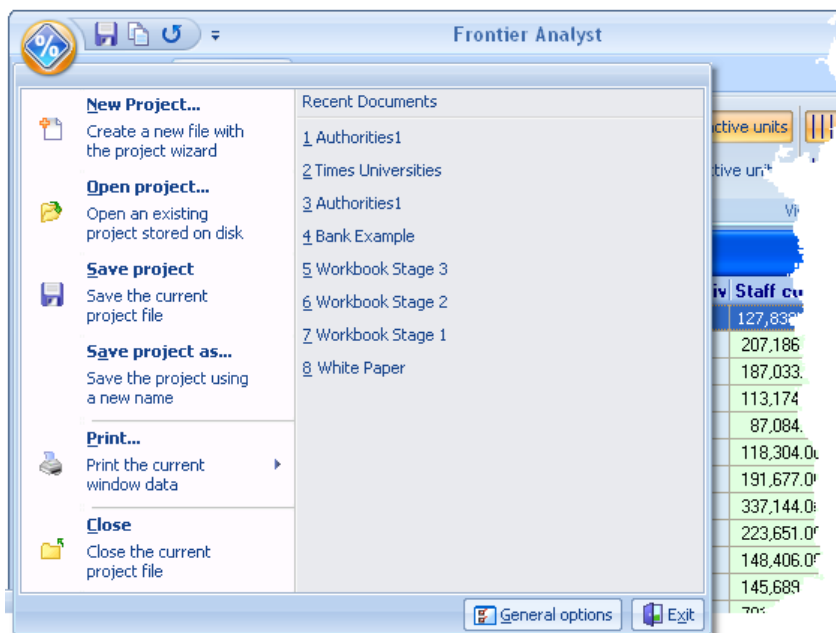 Frontier Analyst
New Project...
Create a new file with
the project wizard
Open project...
Open an existing
project stored on disk
Save project
Save the current
project file
Save project as...
Save the project using
a new name
Print...
Print the current
window data
Close
Close the current
project file
Recent Documents
1 Authorities1
2 Times Universities
3 Authorities1
4 Bank Example
5 Workbook Stage 3
6 Workbook Stage 2
7 Workbook Stage 1
8 White Paper
General options
Exit
units
Staff
127,838
207,186
187,033.
113,174
87,084.
118,304.0
191,677.0
337,144.0
223,651.0
148,406.0
145,689